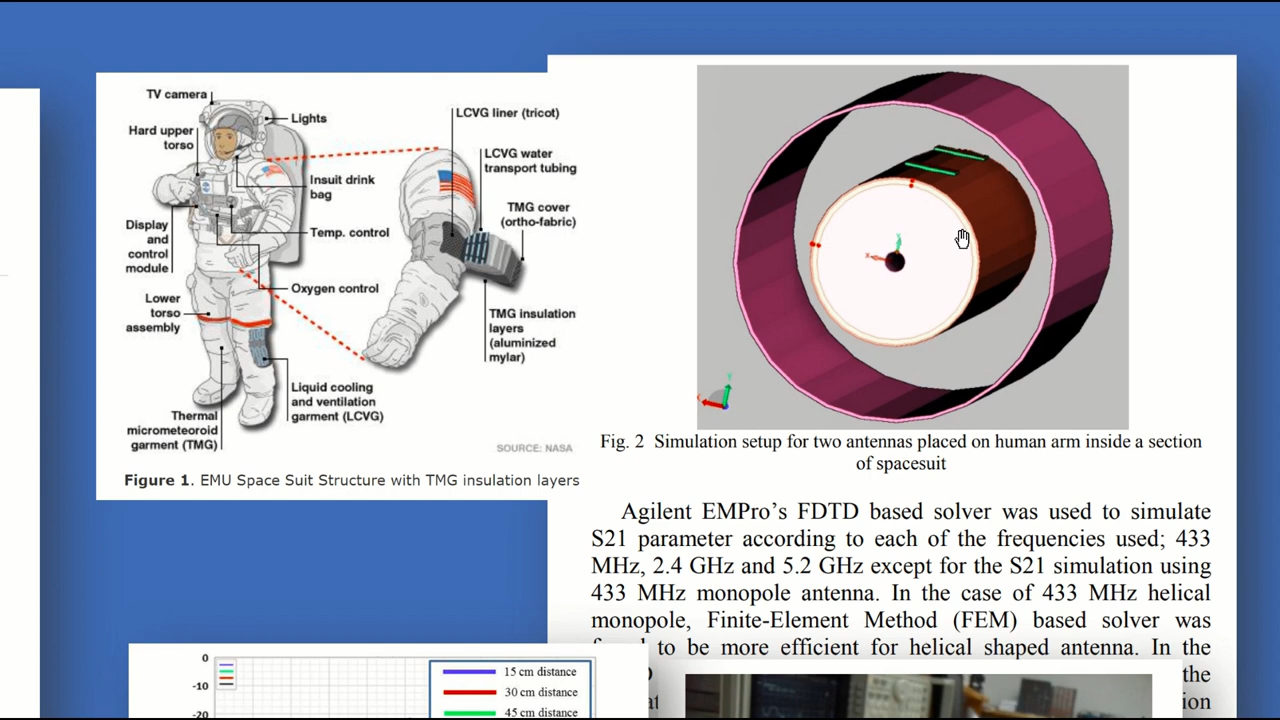 TV camera
Lights
Hard upper
torso
Insuit drink
bag
Display
and
control
module
Temp. control
Oxygen control
Lower
torso
assembly
Liquid cooling
and ventilation
garment (LCVG)
Thermal
micrometeoroid
garment (TMG)
LCVG liner (tricot)
LCVG water
transport tubing
TMG cover
(ortho-fabric)
TMG insulation
layers
(aluminized
mylar)
SOURCE: NASA
Figure 1. EMU Space Suit Structure with TMG insulation layers
Y
X
Y
Fig. 2 Simulation setup for two antennas placed on human arm inside a section
of spacesuit
Agilent EMPro's FDTD based solver was used to simulate
S21 parameter according to each of the frequencies used; 433
MHz, 2.4 GHz and 5.2 GHz except for the S21 simulation using
433 MHz monopole antenna. In the case of 433 MHz helical
monopole, Finite-Element Method (FEM) based solver was
to be more efficient for helical shaped antenna. In the
the
0
-10
-20
15 cm distance
30 cm distance
45 cm distance